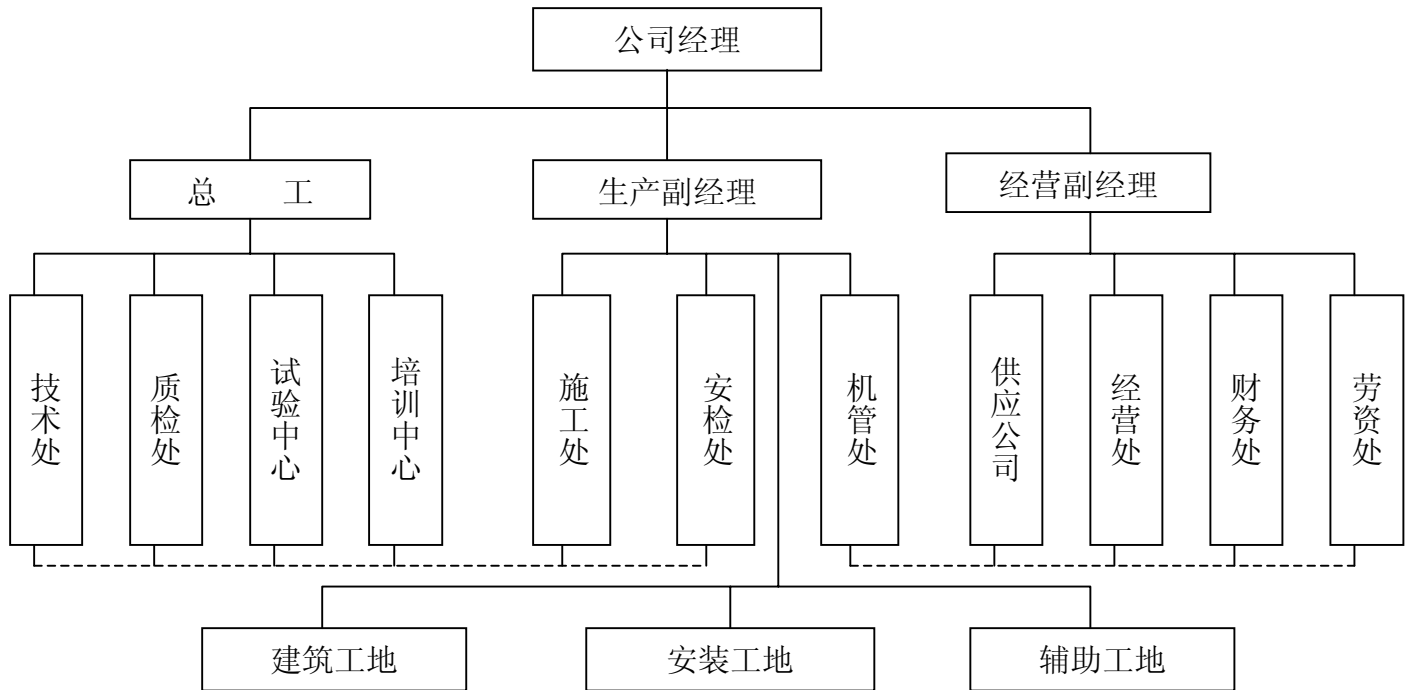 公司经理
总 工
生产副经理
经营副经理
技术处
质检处
试验中心
培训中心
施工处
安检处
机管处
供应公司
经营处
财务处
劳资处
建筑工地
安装工地
辅助工地